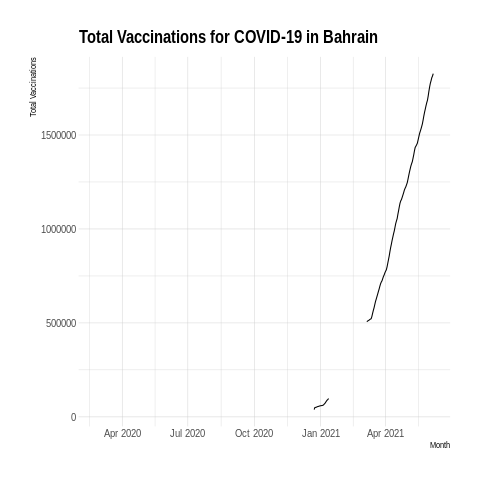 Total Vaccinations for COVID-19 in Bahrain
Total Vaccinations
1500000
1000000
500000
0
Apr 2020 Jul 2020 Oct 2020 Jan 2021 Apr 2021
Month